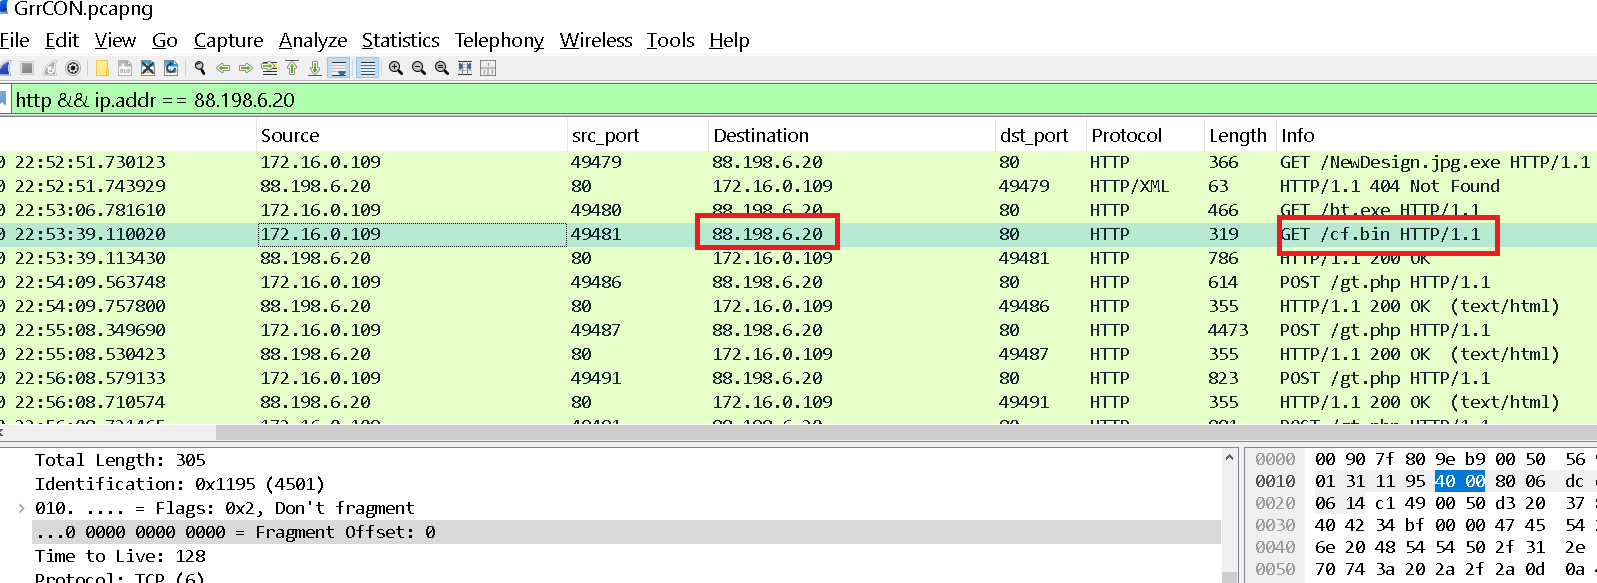 GrrCON.pcapng
File Edit View Go Capture Analyze Statistics Telephony Wireless Tools Help
http && ip.addr == 88.198.6.20
Source src_port Destination dst_port Protocol Length Info
0 22:52:51.730123 172.16.0.109 49479 88.198.6.20 80 HTTP 366 GET /NewDesign.jpg.exe HTTP/1.1
0 22:52:51.743929 88.198.6.20 80 172.16.0.109 49479 HTTP/XML 63 HTTP/1.1 404 Not Found
0 22:53:06.781610 172.16.0.109 49480 88.198.6.20 80 HTTP 466 GET /bt.exe HTTP/1.1
0 22:53:39.110020 172.16.0.109 49481 88.198.6.20 80 HTTP 319 GET /cf.bin HTTP/1.1
0 22:53:39.113430 88.198.6.20 80 172.16.0.109 49481 HTTP 786 HTTP/1.1 200 OK
0 22:54:09.563748 172.16.0.109 49486 88.198.6.20 80 HTTP 614 POST /gt.php HTTP/1.1
0 22:54:09.757800 88.198.6.20 80 172.16.0.109 49486 HTTP 355 HTTP/1.1 200 OK (text/html)
0 22:55:08.349690 172.16.0.109 49487 88.198.6.20 80 HTTP 4473 POST /gt.php HTTP/1.1
0 22:55:08.530423 88.198.6.20 80 172.16.0.109 49487 HTTP 355 HTTP/1.1 200 OK (text/html)
0 22:56:08.579133 172.16.0.109 49491 88.198.6.20 80 HTTP 823 POST /gt.php HTTP/1.1
0 22:56:08.710574 88.198.6.20 80 172.16.0.109 49491 HTTP 355 HTTP/1.1 200 OK (text/html)
Total Length: 305
Identification: 0x1195 (4501)
010. .... = Flags: 0x2, Don't fragment
...0 0000 0000 0000 = Fragment Offset: 0
Time to Live: 128
Protocol: TCP (6)
0000 00 90 7f 80 9e b9 00 50 56
0010 01 31 11 95 40 00 80 06 dc
0020 06 14 c1 49 00 50 d3 20 37
0030 40 42 34 bf 00 00 47 45 54
0040 6e 20 48 54 54 50 2f 31 2e
0050 70 74 3a 20 2a 2f 2a 0d 0a